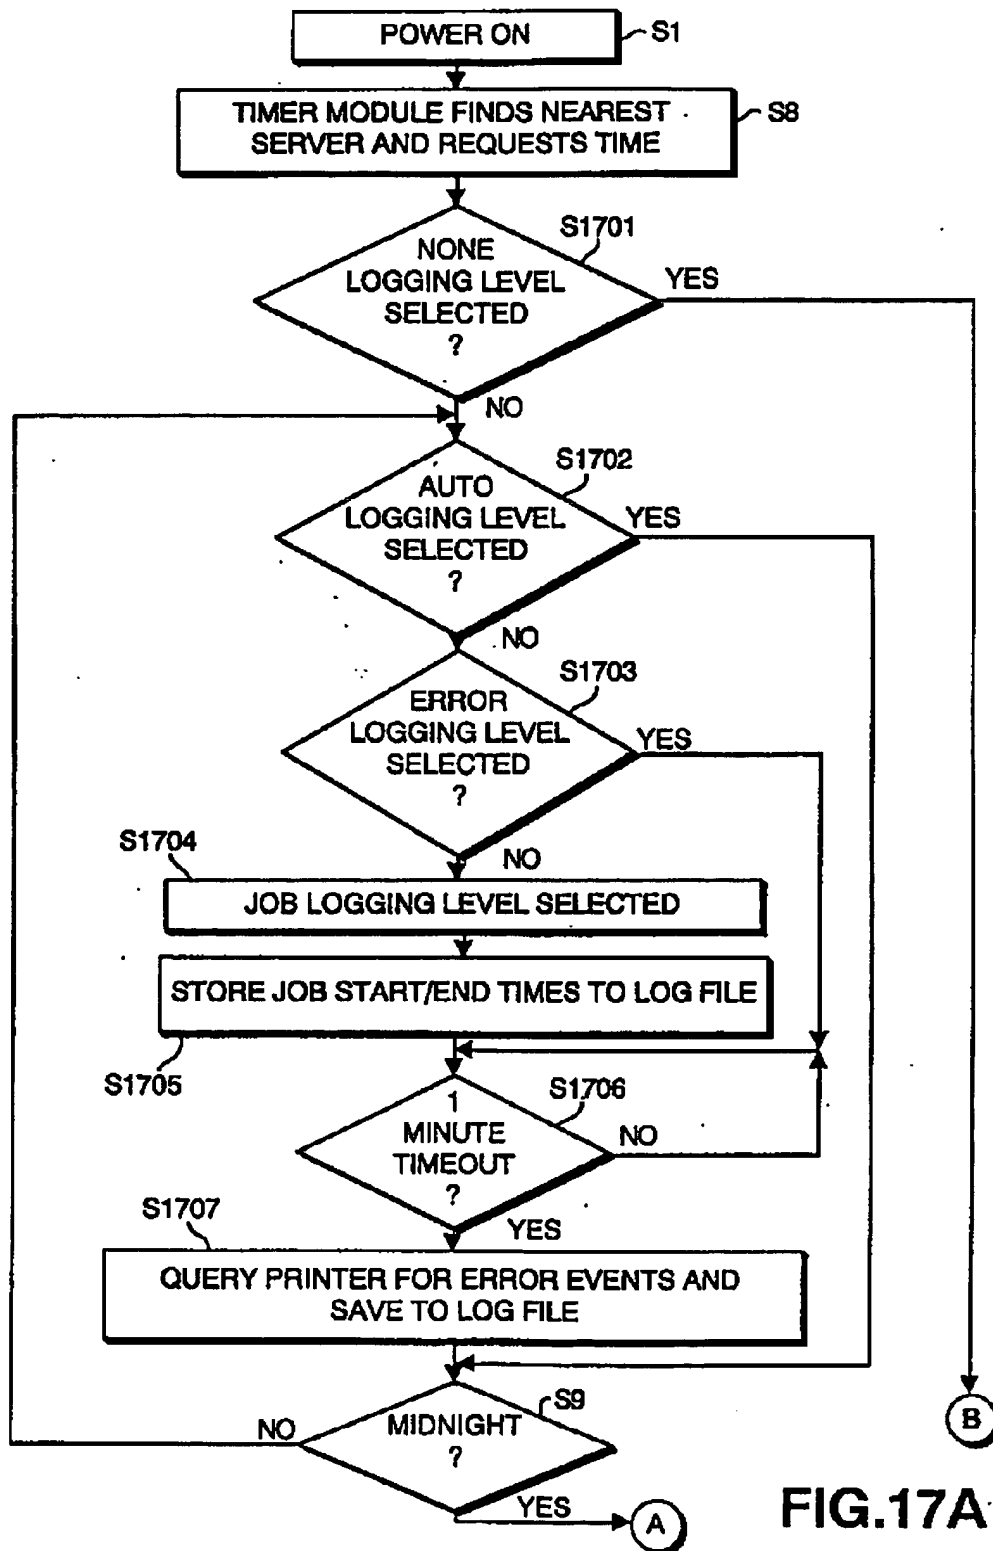 POWER ON
S1
TIMER MODULE FINDS NEAREST
SERVER AND REQUESTS TIME
S8
S1701
NONE
LOGGING LEVEL
SELECTED
?
YES
NO
S1702
AUTO
LOGGING LEVEL
SELECTED
?
YES
NO
S1703
ERROR
LOGGING LEVEL
SELECTED
?
YES
NO
S1704
JOB LOGGING LEVEL SELECTED
STORE JOB START/END TIMES TO LOG FILE
S1705
S1706
1
MINUTE
TIMEOUT
?
NO
YES
S1707
QUERY PRINTER FOR ERROR EVENTS AND
SAVE TO LOG FILE
S9
MIDNIGHT
?
NO
YES
A
B
FIG.17A